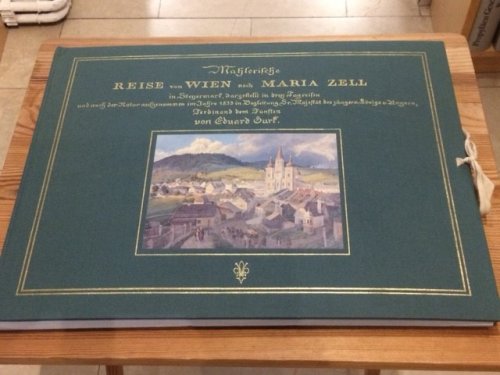 Mahlerische
REISE von WIEN nach MARIA ZELL
in Steyermark, dargestellt in drey Tagreisen
und nach der Natur aufgenommen im Jahre 1833 in Begleitung Sr. Majestät des jüngern Königs v. Ungarn,
Ferdinand dem Fünften
von Eduard Gurk.